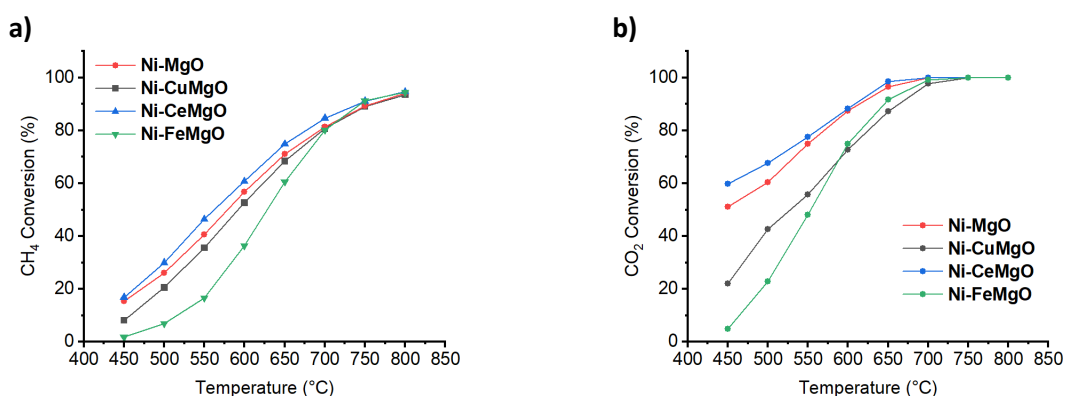 a)
Ni-MgO
Ni-CuMgO
Ni-CeMgO
Ni-FeMgO
CH₄ Conversion (%)
100
80
60
40
20
0
400 450 500 550 600 650 700 750 800 850
Temperature (°C)
b)
CO₂ Conversion (%)
100
80
60
40
20
0
Ni-MgO
Ni-CuMgO
Ni-CeMgO
Ni-FeMgO
400 450 500 550 600 650 700 750 800 850
Temperature (°C)